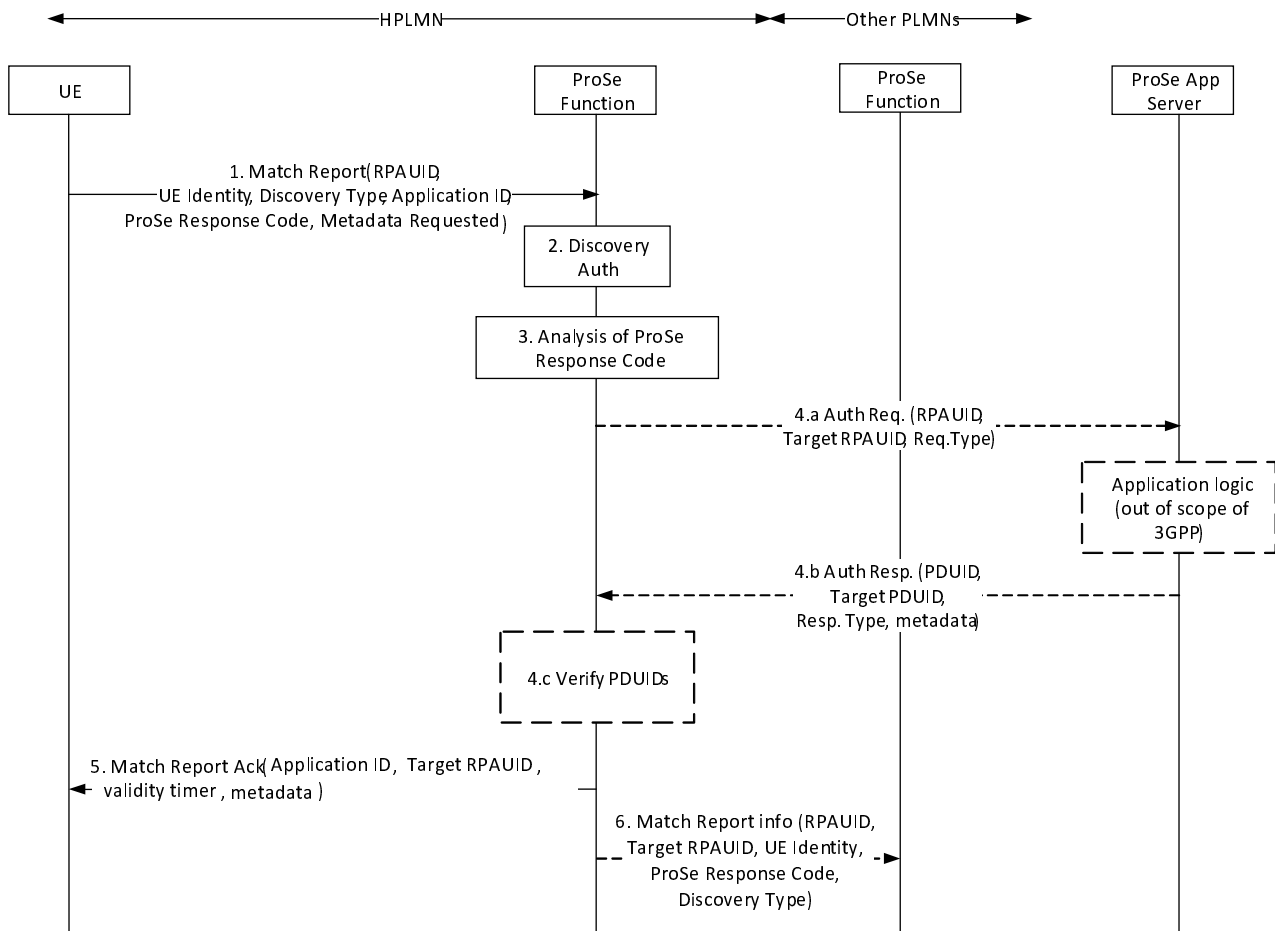 HPLMN
Other PLMNs
UE
ProSe
Function
ProSe
Function
ProSe App
Server
1. Match Report(RPAUID,
UE Identity, Discovery Type, Application ID,
ProSe Response Code, Metadata Requested)
2. Discovery
Auth
3. Analysis of ProSe
Response Code
4.a Auth Req. (RPAUID,
Target RPAUID, Req.Type)
Application logic
(out of scope of
3GPP)
4.b Auth Resp. (PDUID,
Target PDUID,
Resp. Type, metadata)
4.c Verify PDUIDs
5. Match Report Ack( Application ID, Target RPAUID,
validity timer, metadata)
6. Match Report info (RPAUID,
Target RPAUID, UE Identity,
ProSe Response Code,
Discovery Type)